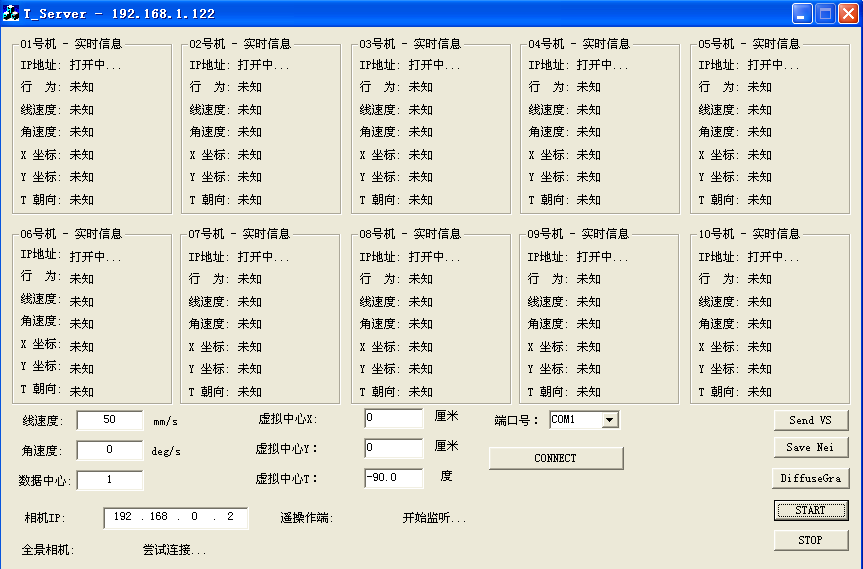 T_Server - 192.168.1.122
01号机 - 实时信息
IP地址: 打开中...
行 为: 未知
线速度: 未知
角速度: 未知
X 坐标: 未知
Y 坐标: 未知
T 朝向: 未知
02号机 - 实时信息
IP地址: 打开中...
行 为: 未知
线速度: 未知
角速度: 未知
X 坐标: 未知
Y 坐标: 未知
T 朝向: 未知
03号机 - 实时信息
IP地址: 打开中...
行 为: 未知
线速度: 未知
角速度: 未知
X 坐标: 未知
Y 坐标: 未知
T 朝向: 未知
04号机 - 实时信息
IP地址: 打开中...
行 为: 未知
线速度: 未知
角速度: 未知
X 坐标: 未知
Y 坐标: 未知
T 朝向: 未知
05号机 - 实时信息
IP地址: 打开中...
行 为: 未知
线速度: 未知
角速度: 未知
X 坐标: 未知
Y 坐标: 未知
T 朝向: 未知
06号机 - 实时信息
IP地址: 打开中...
行 为: 未知
线速度: 未知
角速度: 未知
X 坐标: 未知
Y 坐标: 未知
T 朝向: 未知
07号机 - 实时信息
IP地址: 打开中...
行 为: 未知
线速度: 未知
角速度: 未知
X 坐标: 未知
Y 坐标: 未知
T 朝向: 未知
08号机 - 实时信息
IP地址: 打开中...
行 为: 未知
线速度: 未知
角速度: 未知
X 坐标: 未知
Y 坐标: 未知
T 朝向: 未知
09号机 - 实时信息
IP地址: 打开中...
行 为: 未知
线速度: 未知
角速度: 未知
X 坐标: 未知
Y 坐标: 未知
T 朝向: 未知
10号机 - 实时信息
IP地址: 打开中...
行 为: 未知
线速度: 未知
角速度: 未知
X 坐标: 未知
Y 坐标: 未知
T 朝向: 未知
线速度: 50 mm/s
角速度: 0 deg/s
数据中心: 1
虚拟中心X: 0 厘米
虚拟中心Y: 0 厘米
虚拟中心T: -90.0 度
端口号: COM1
CONNECT
Send VS
Save Nei
DiffuseGra
START
STOP
相机IP: 192 . 168 . 0 . 2
遥操作端: 开始监听...
全景相机: 尝试连接...